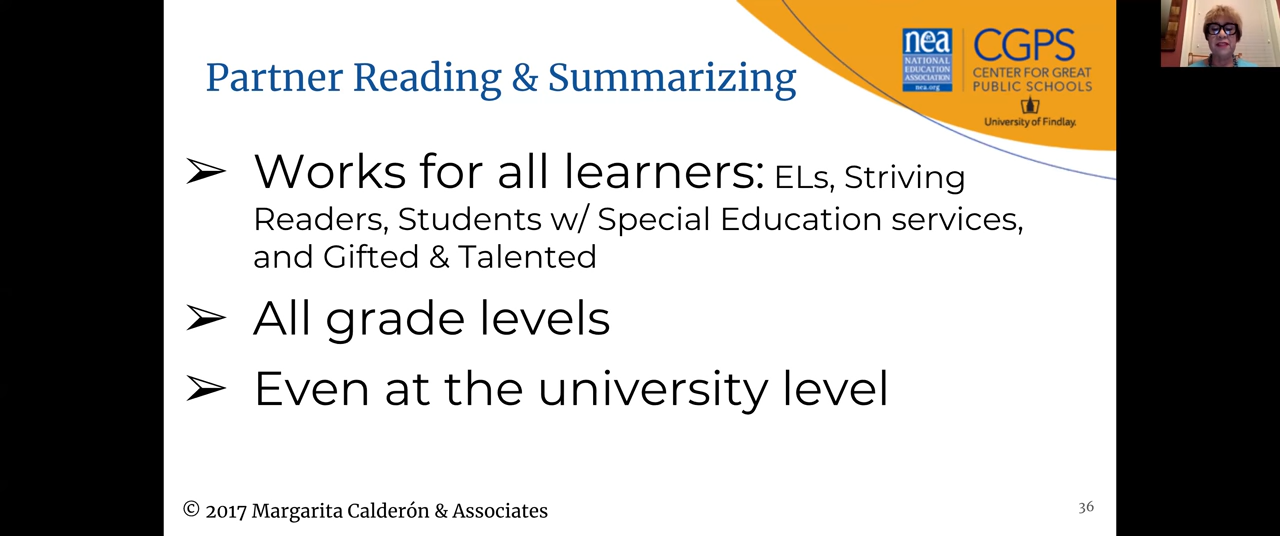 Partner Reading & Summarizing
nea
NATIONAL
EDUCATION
ASSOCIATION
nea.org
CGPS
CENTER FOR GREAT
PUBLIC SCHOOLS
University of Findlay.
➢ Works for all learners: ELs, Striving
Readers, Students w/ Special Education services,
and Gifted & Talented
➢ All grade levels
➢ Even at the university level
© 2017 Margarita Calderón & Associates
36